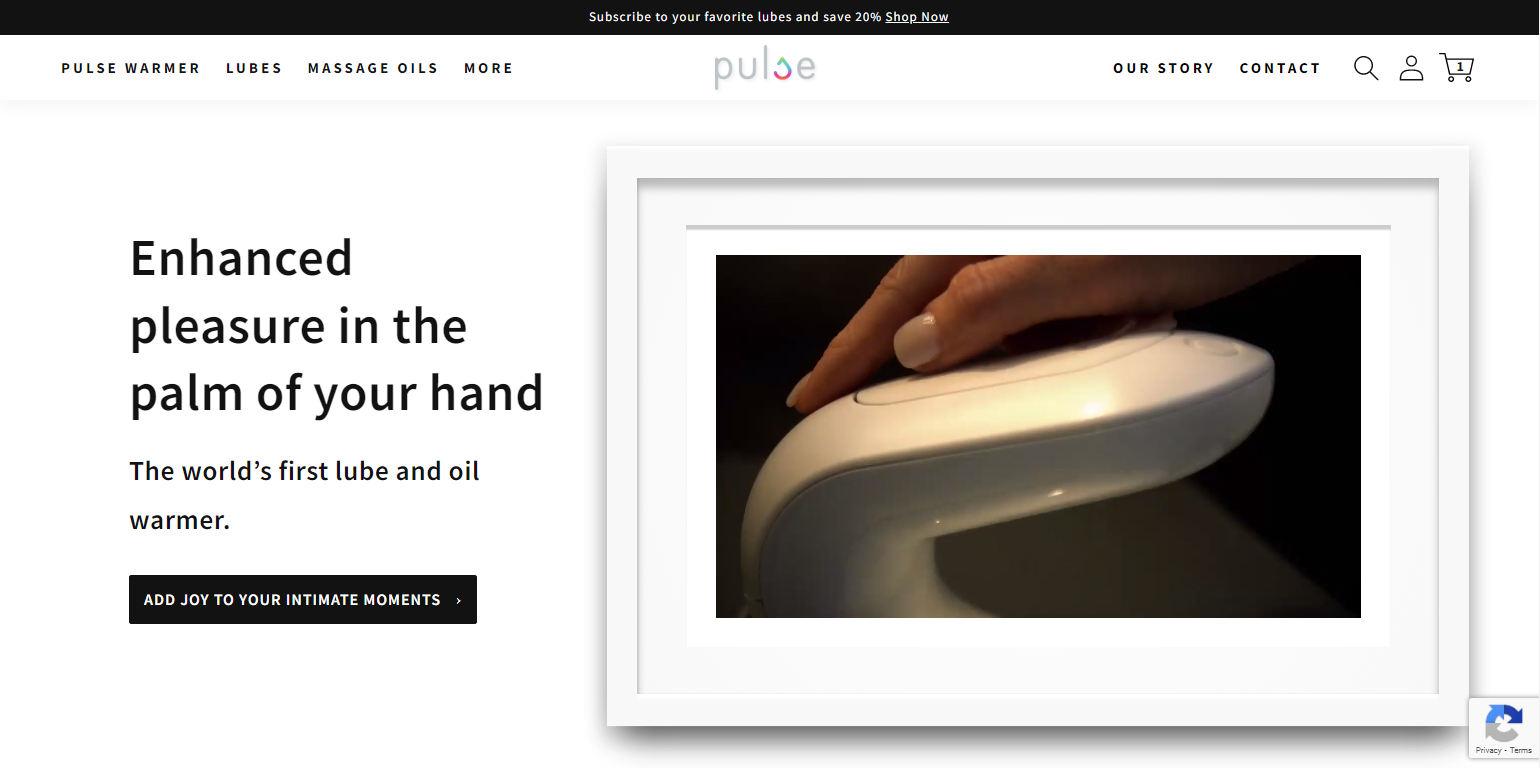 Subscribe to your favorite lubes and save 20% Shop Now
PULSE WARMER LUBES MASSAGE OILS MORE
pulse
OUR STORY CONTACT
1
Enhanced
pleasure in the
palm of your hand
The world’s first lube and oil
warmer.
ADD JOY TO YOUR INTIMATE MOMENTS ›
Privacy - Terms